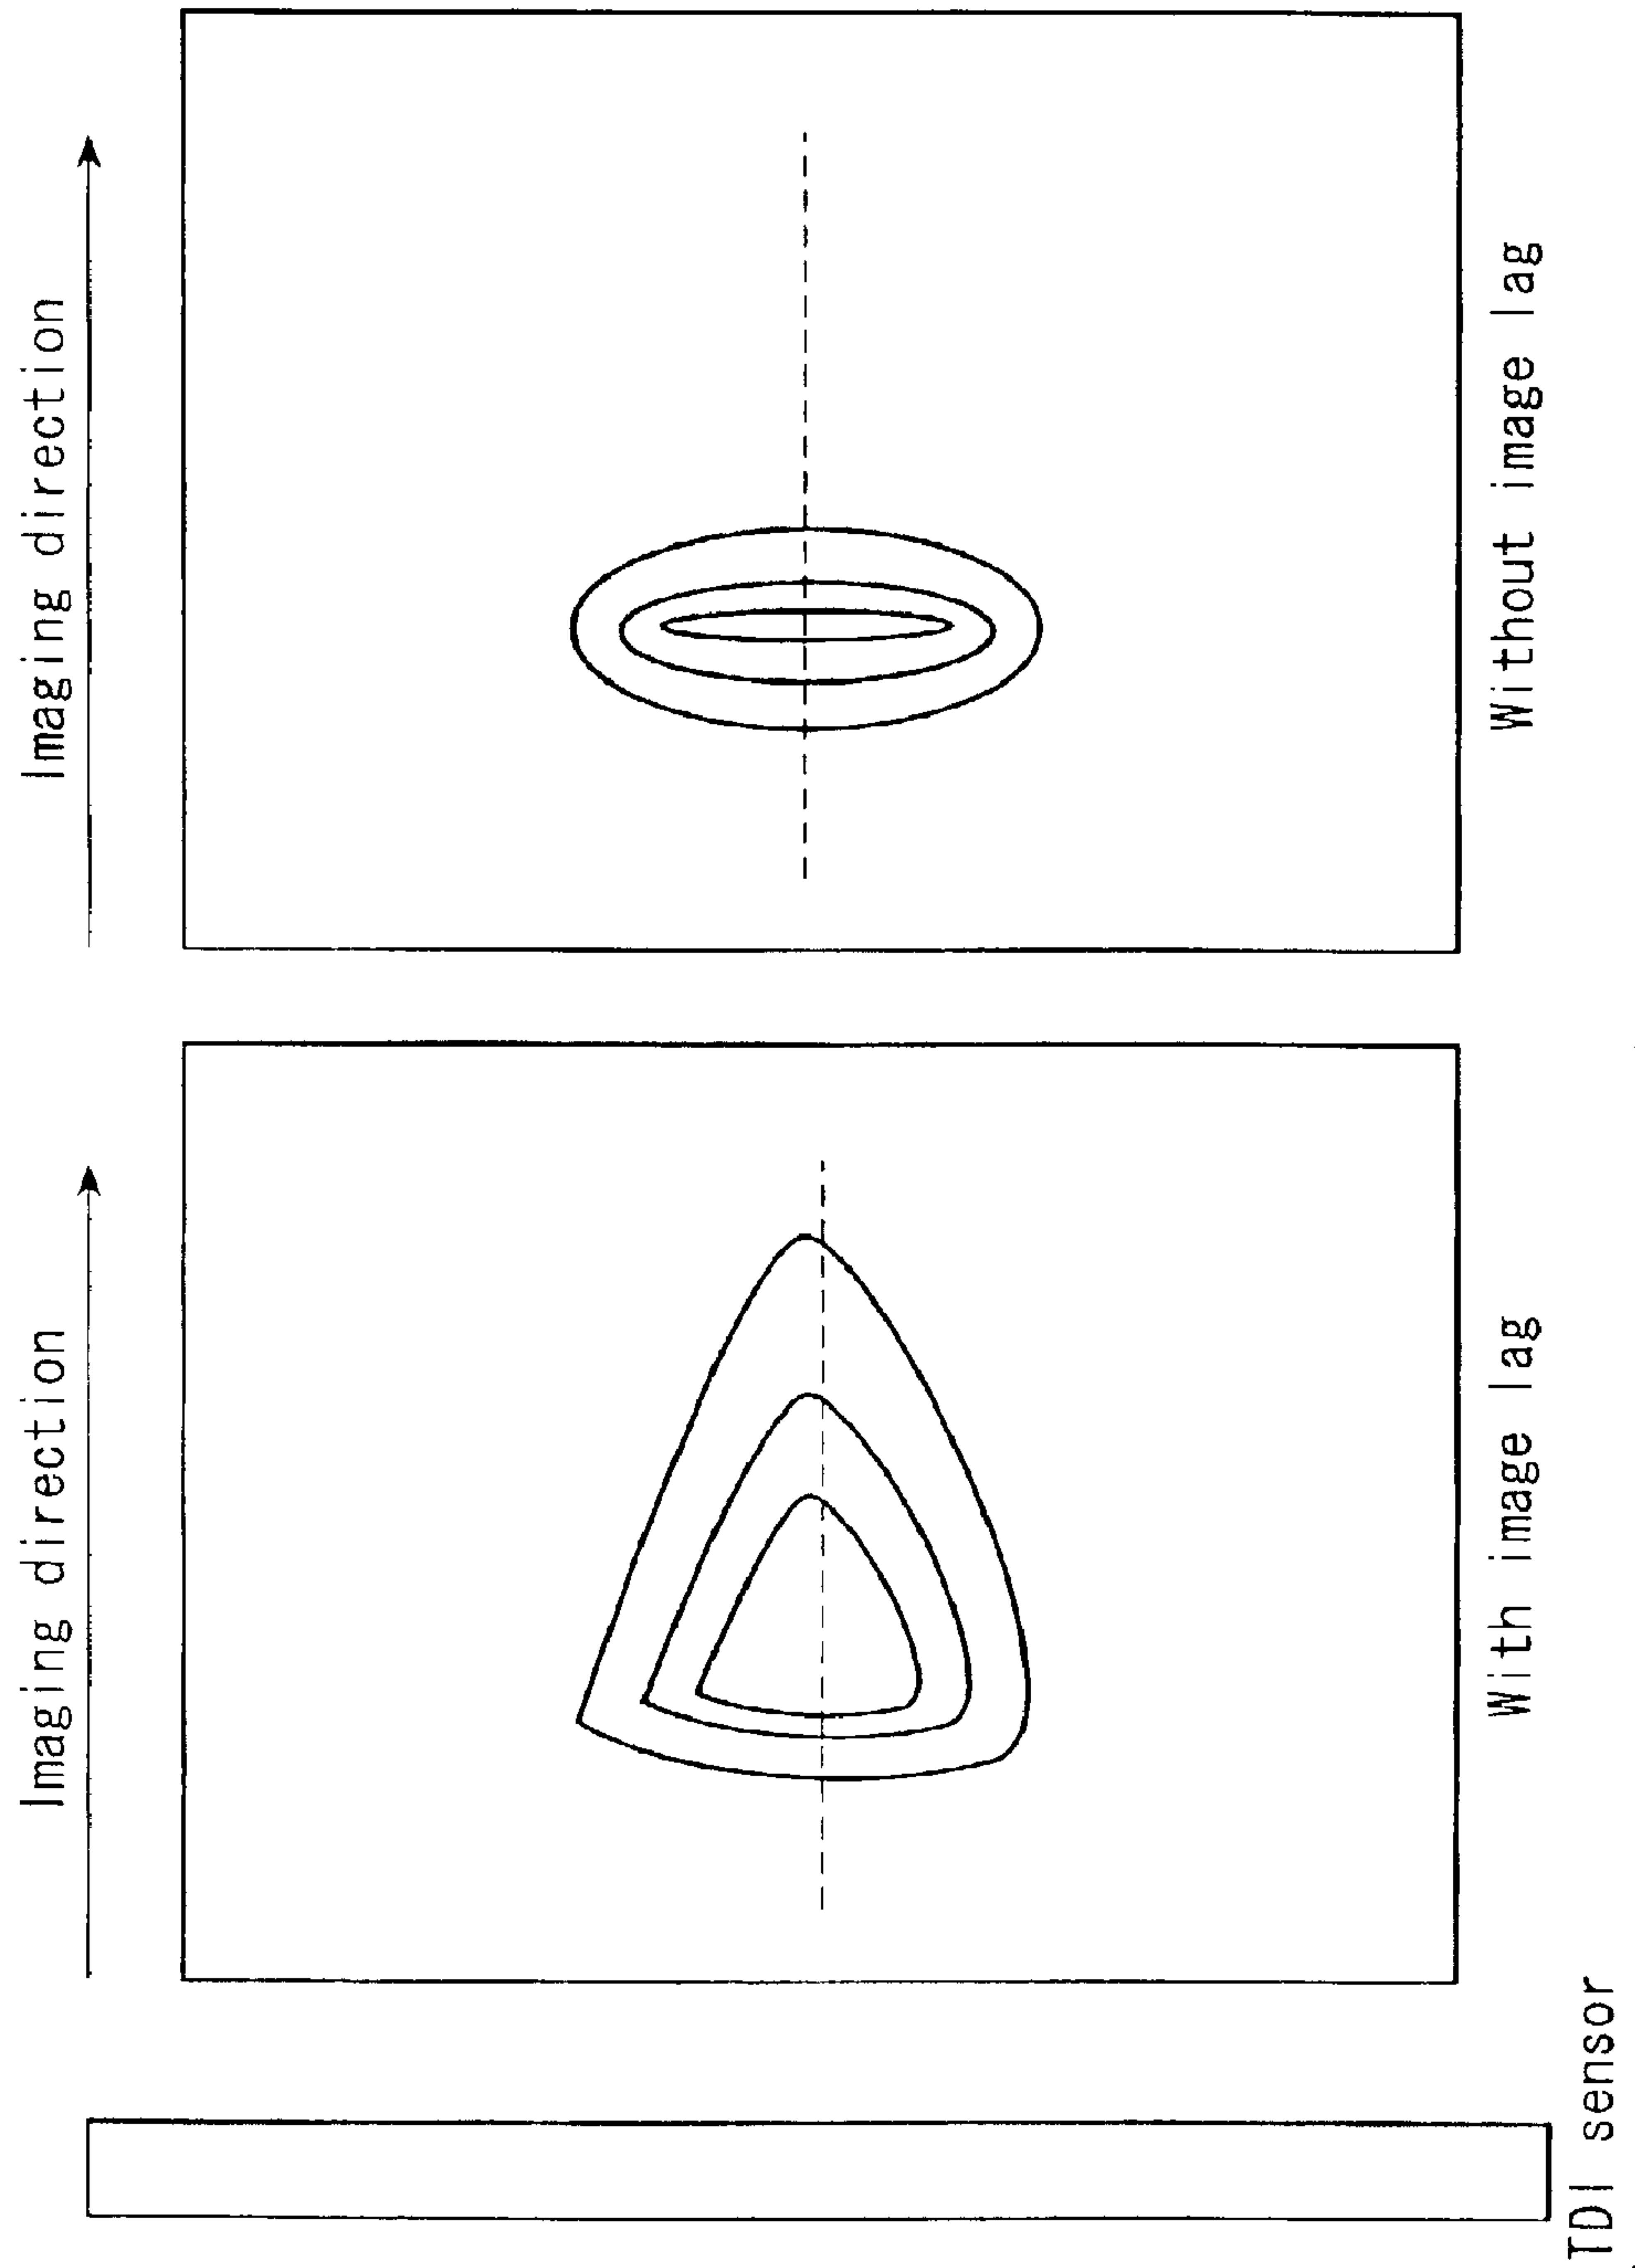 Imaging direction
Imaging direction
TDI sensor
With image lag
Without image lag